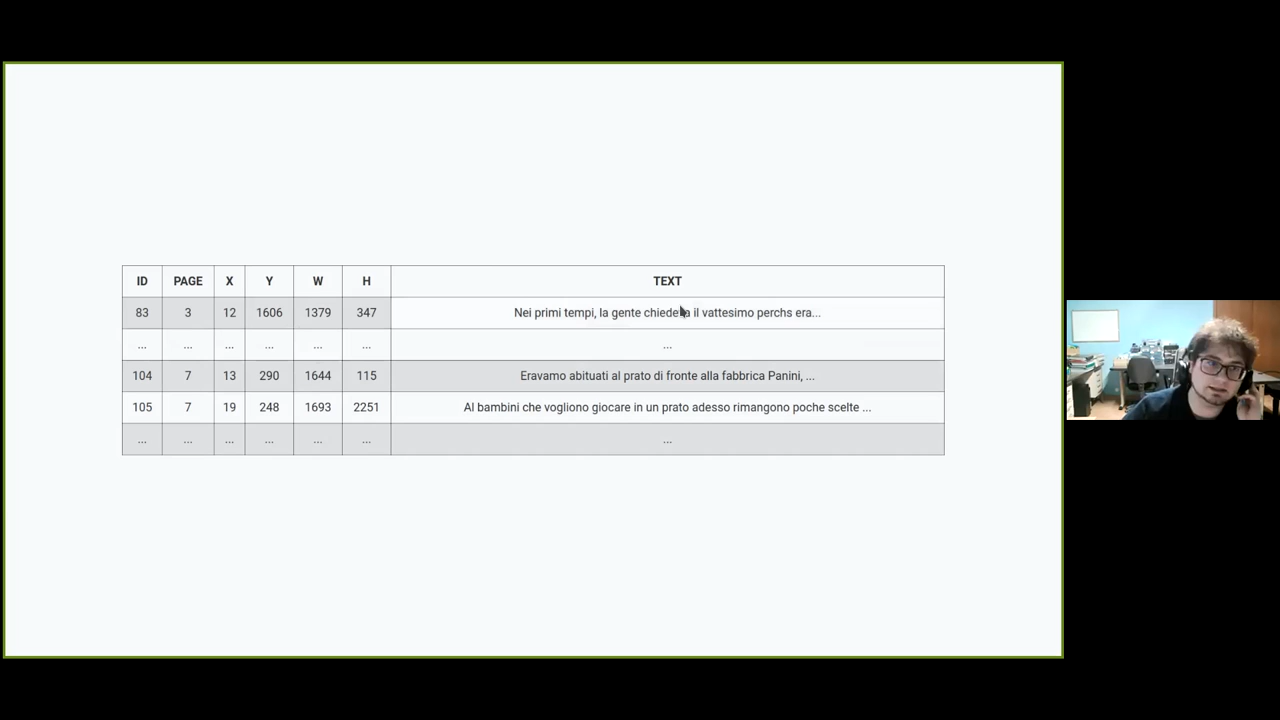 ID PAGE X Y W H TEXT
83 3 12 1606 1379 347 Nei primi tempi, la gente chiedeva il vattesimo perchs era...
... ... ... ... ... ... ...
104 7 13 290 1644 115 Eravamo abituati al prato di fronte alla fabbrica Panini, ...
105 7 19 248 1693 2251 Al bambini che vogliono giocare in un prato adesso rimangono poche scelte ...
... ... ... ... ... ... ...